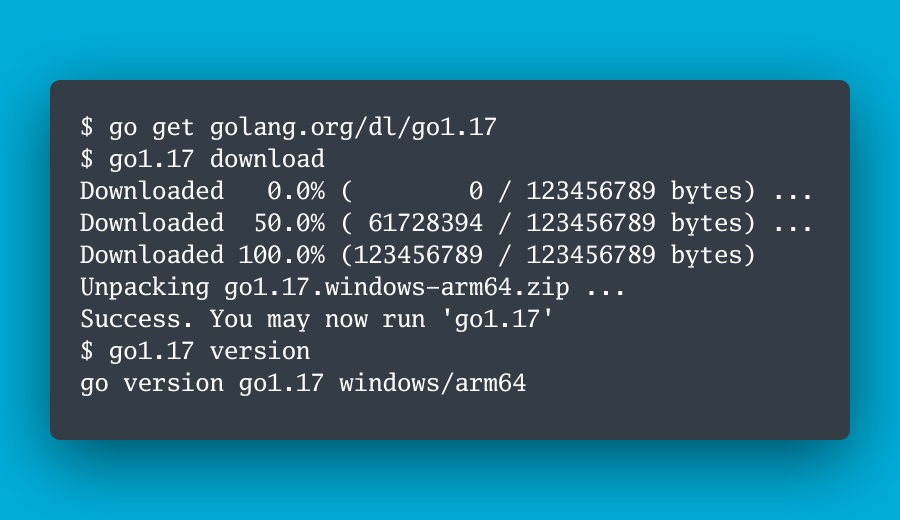 $ go get golang.org/dl/go1.17
$ go1.17 download
Downloaded   0.0% (        0 / 123456789 bytes) ...
Downloaded  50.0% ( 61728394 / 123456789 bytes) ...
Downloaded 100.0% (123456789 / 123456789 bytes)
Unpacking go1.17.windows-arm64.zip ...
Success. You may now run 'go1.17'
$ go1.17 version
go version go1.17 windows/arm64